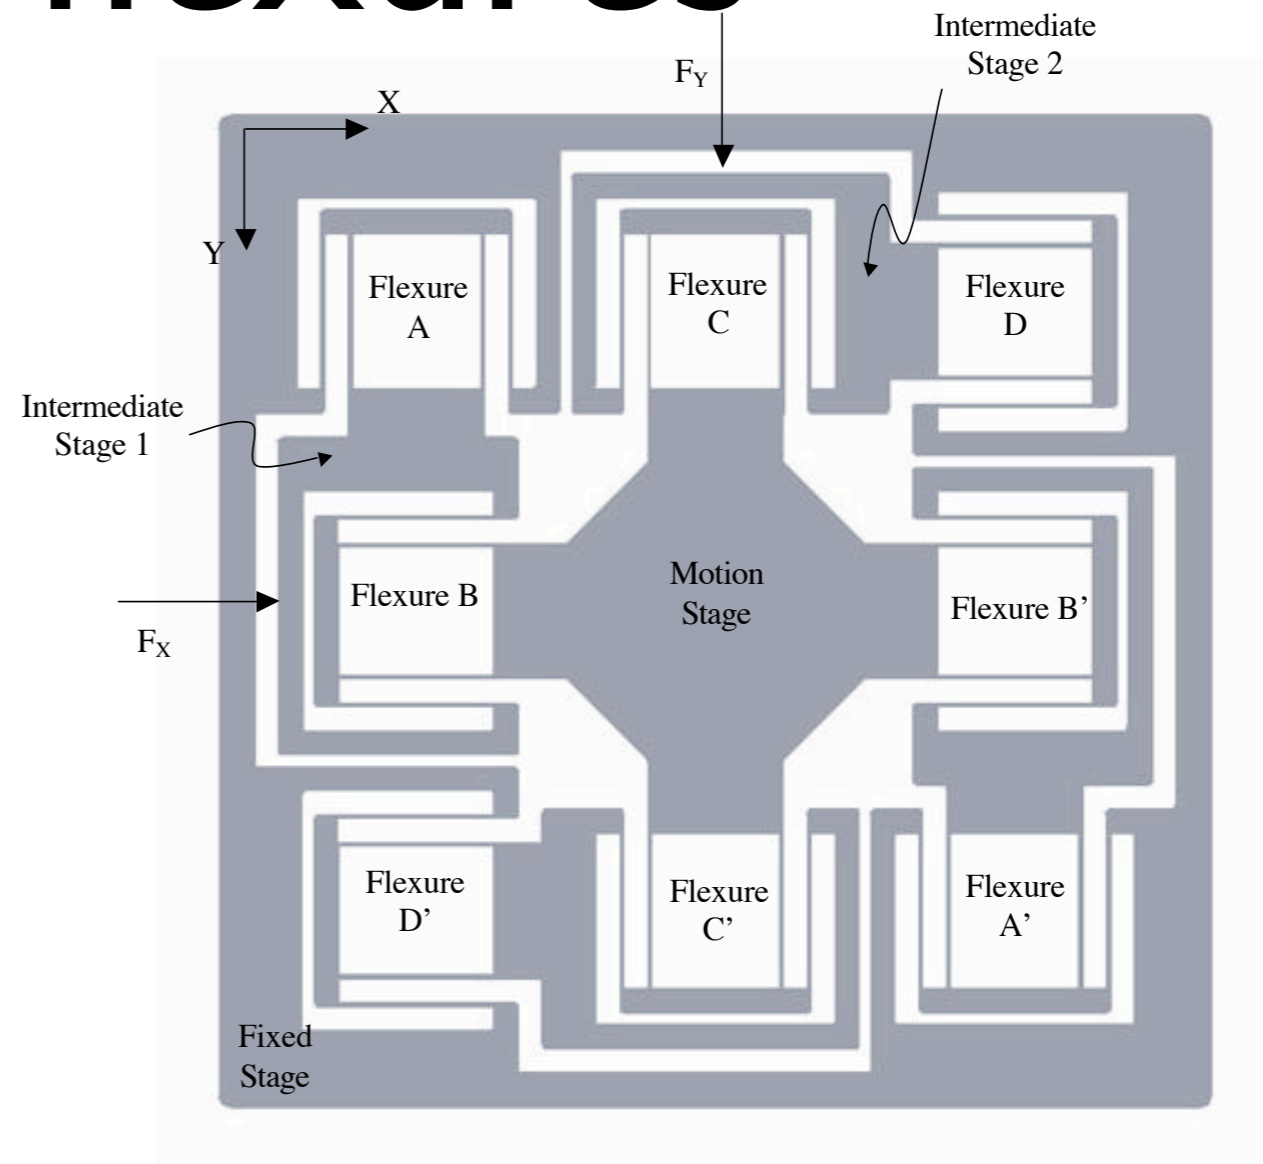 flexures
Intermediate
Stage 2
F_Y
X
Y
Flexure
A
Flexure
C
Flexure
D
Intermediate
Stage 1
Motion
Stage
Flexure B
Flexure B’
F_X
Flexure
D’
Flexure
C’
Flexure
A’
Fixed
Stage